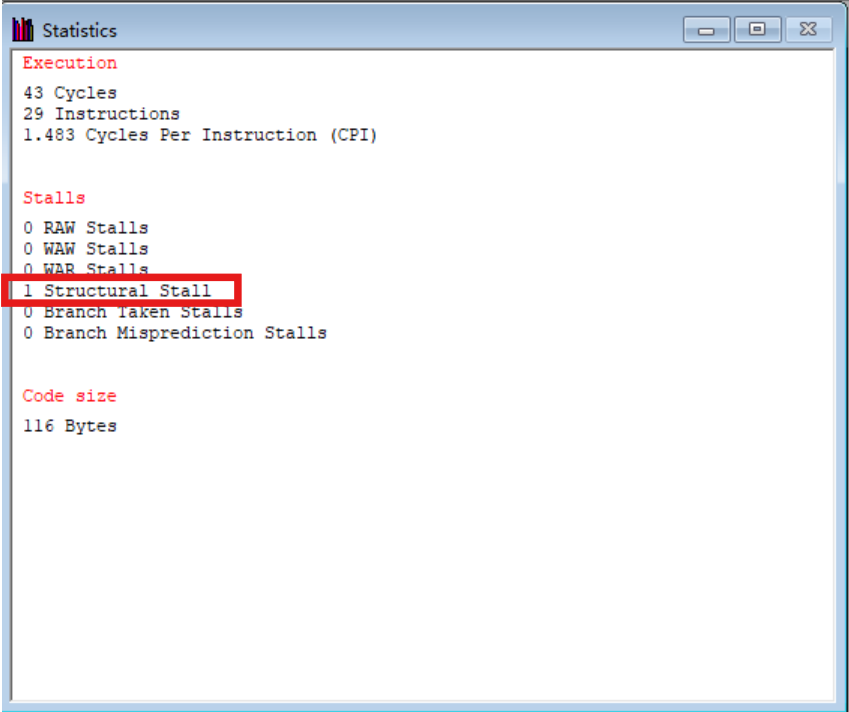 Statistics
Execution
43 Cycles
29 Instructions
1.483 Cycles Per Instruction (CPI)
Stalls
0 RAW Stalls
0 WAW Stalls
0 WAR Stalls
1 Structural Stall
0 Branch Taken Stalls
0 Branch Misprediction Stalls
Code size
116 Bytes